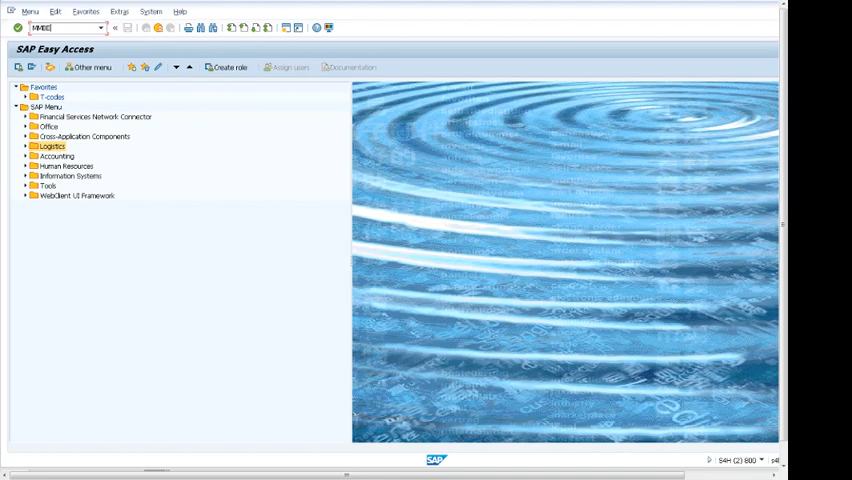 Menu Edit Favorites Extras System Help
MMBE
SAP Easy Access
Other menu Create role Assign users Documentation
Favorites
T-codes
SAP Menu
Financial Services Network Connector
Office
Cross-Application Components
Logistics
Accounting
Human Resources
Information Systems
Tools
WebClient UI Framework
SAP S4H (2) 800